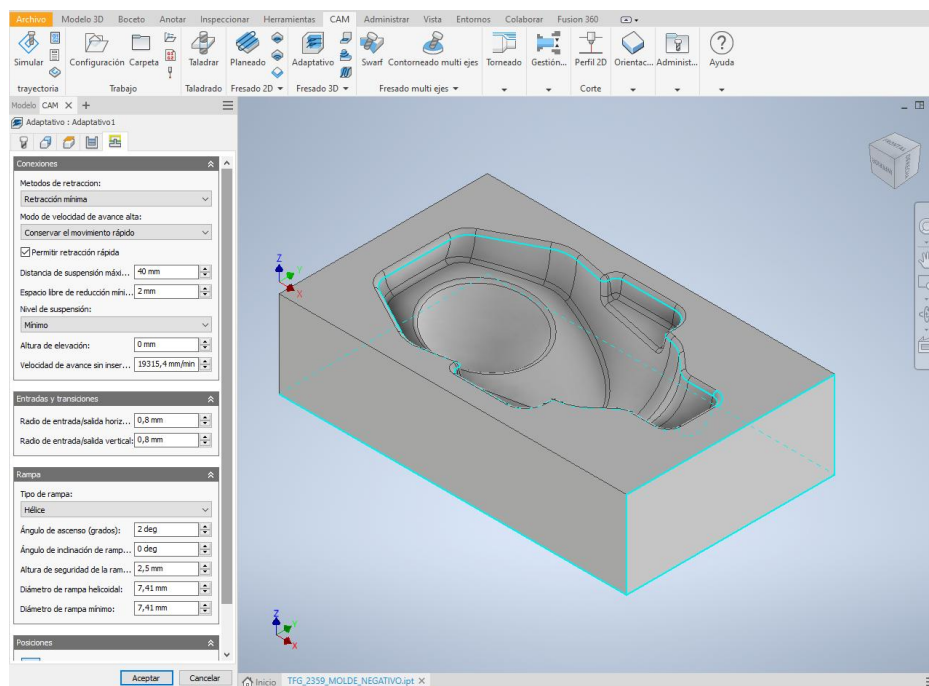 Archivo Modelo 3D Boceto Anotar Inspeccionar Herramientas CAM Administrar Vista Entornos Colaborar Fusion 360
Simular Configuración Carpeta Taladrar Planeado Adaptativo Swarf Contorneado multi ejes Torneado Gestión... Perfil 2D Orientac... Administ... Ayuda
trayectoria Trabajo Taladrado Fresado 2D Fresado 3D Fresado multi ejes Corte
Modelo CAM × +
Adaptativo : Adaptativo1
Conexiones
Metodos de retraccion:
Retracción mínima
Modo de velocidad de avance alta:
Conservar el movimiento rápido
Permitir retracción rápida
Distancia de suspensión máxi... 40 mm
Espacio libre de reducción míni... 2 mm
Nivel de suspensión:
Mínimo
Altura de elevación: 0 mm
Velocidad de avance sin inser... 19315,4 mm/min
Entradas y transiciones
Radio de entrada/salida horiz... 0,8 mm
Radio de entrada/salida vertical: 0,8 mm
Rampa
Tipo de rampa:
Hélice
Ángulo de ascenso (grados): 2 deg
Ángulo de inclinación de ramp... 0 deg
Altura de seguridad de la ram... 2,5 mm
Diámetro de rampa helicoidal: 7,41 mm
Diámetro de rampa mínimo: 7,41 mm
Posiciones
Aceptar Cancelar
Z
Y
X
Z
Y
X
Inicio TFG_2359_MOLDE_NEGATIVO.ipt ×